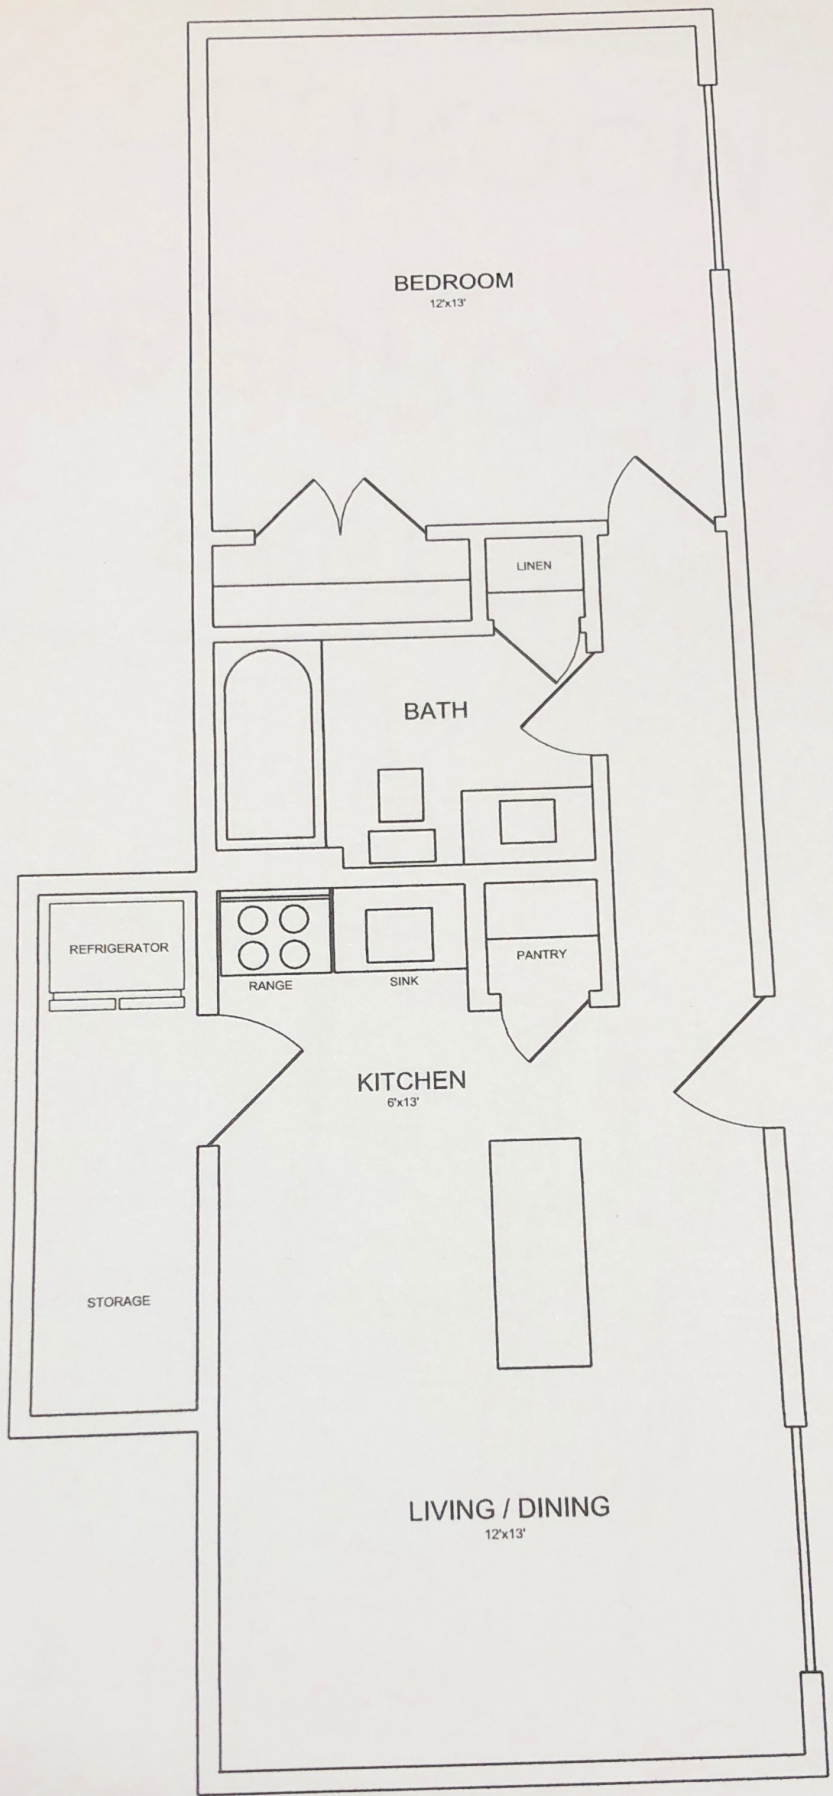 BEDROOM
12'x13'
LINEN
BATH
REFRIGERATOR
RANGE
SINK
PANTRY
KITCHEN
6'x13'
STORAGE
LIVING / DINING
12'x13'